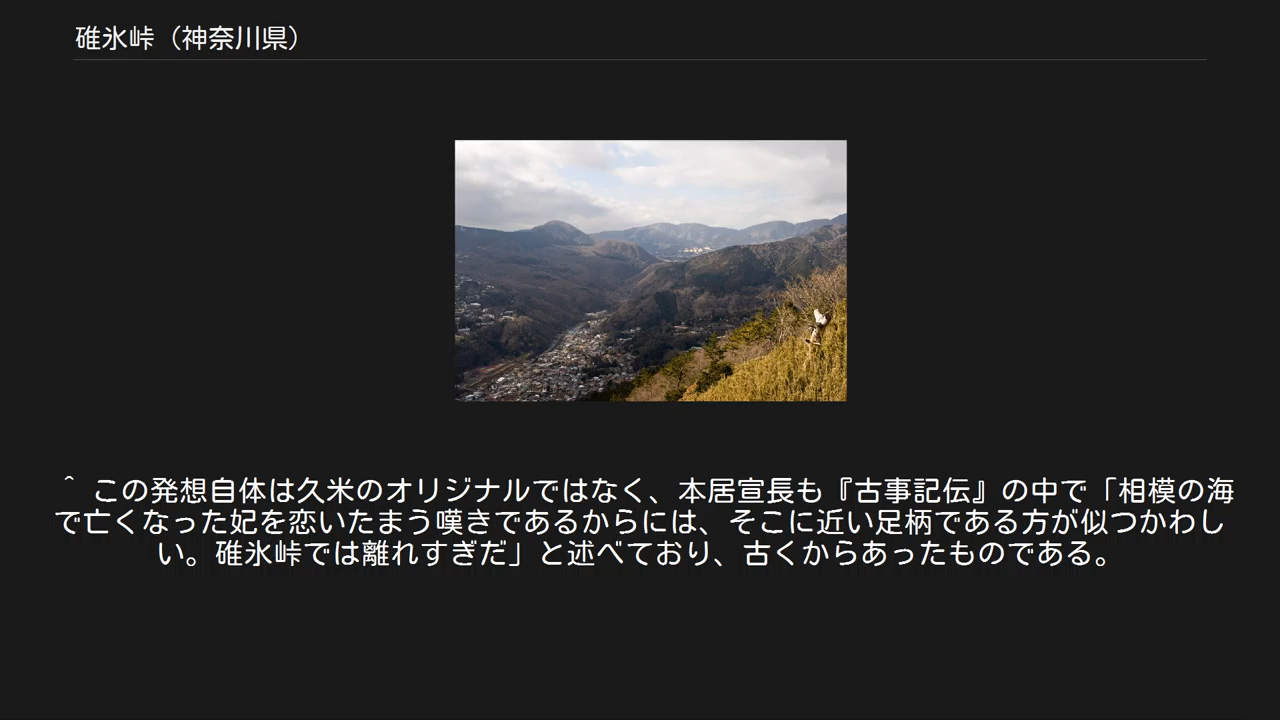 碓氷峠（神奈川県）
^ この発想自体は久米のオリジナルではなく、本居宣長も『古事記伝』の中で「相模の海
で亡くなった妃を恋いたまう嘆きであるからには、そこに近い足柄である方が似つかわし
い。碓氷峠では離れすぎだ」と述べており、古くからあったものである。